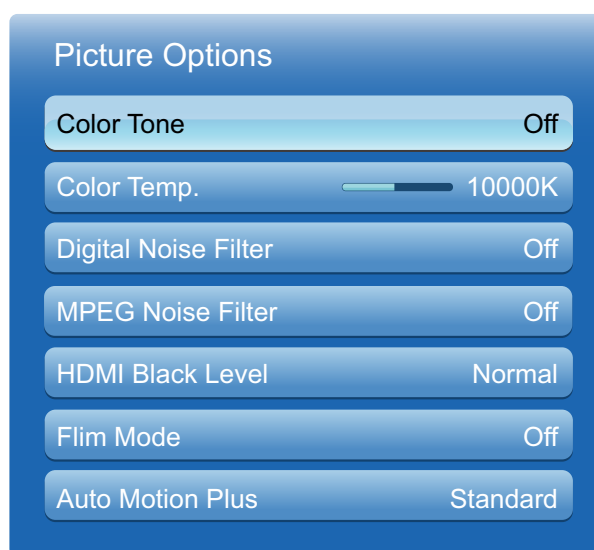 Picture Options
Color Tone Off
Color Temp. 10000K
Digital Noise Filter Off
MPEG Noise Filter Off
HDMI Black Level Normal
Flim Mode Off
Auto Motion Plus Standard